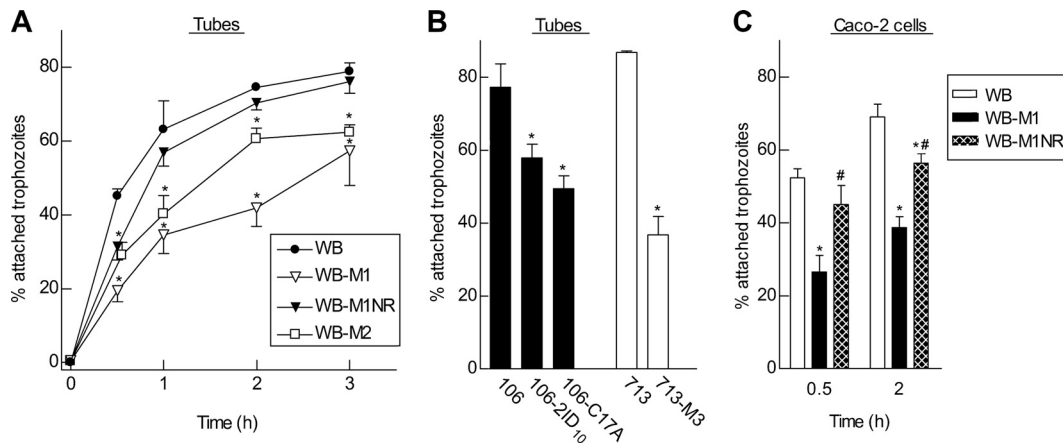 A
Tubes
% attached trophozoites
80
60
40
20
0
* * * * * * * *
0 1 2 3
Time (h)
WB
WB-M1
WB-M1NR
WB-M2
B
Tubes
% attached trophozoites
80
60
40
20
0
* * *
106
106-2ID10
106-C17A
713
713-M3
C
Caco-2 cells
% attached trophozoites
80
60
40
20
0
* # * *#
0.5 2
Time (h)
WB
WB-M1
WB-M1NR